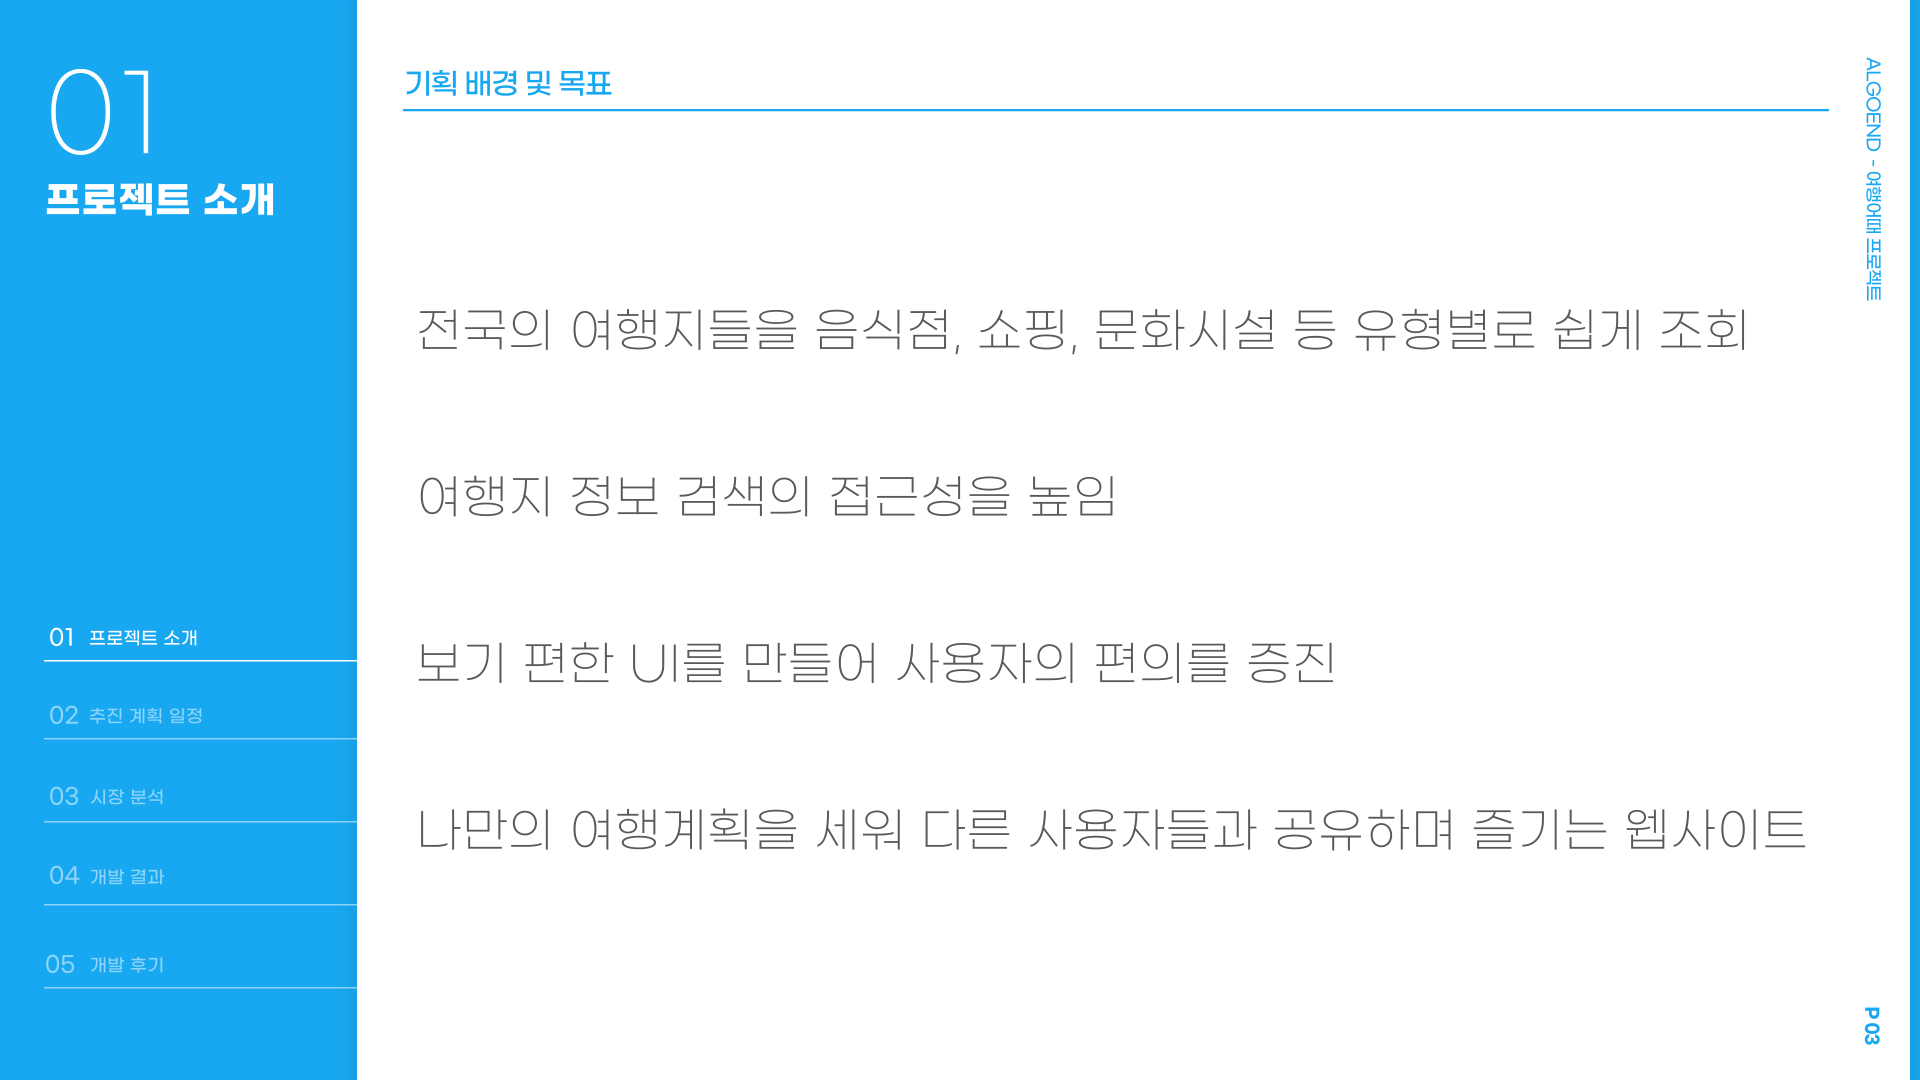 01
프로젝트 소개
01 프로젝트 소개
02 추진 계획 일정
03 시장 분석
04 개발 결과
05 개발 후기
기획 배경 및 목표
전국의 여행지들을 음식점, 쇼핑, 문화시설 등 유형별로 쉽게 조회
여행지 정보 검색의 접근성을 높임
보기 편한 UI를 만들어 사용자의 편의를 증진
나만의 여행계획을 세워 다른 사용자들과 공유하며 즐기는 웹사이트
ALGOEND - 여행어때 프로젝트
P 03